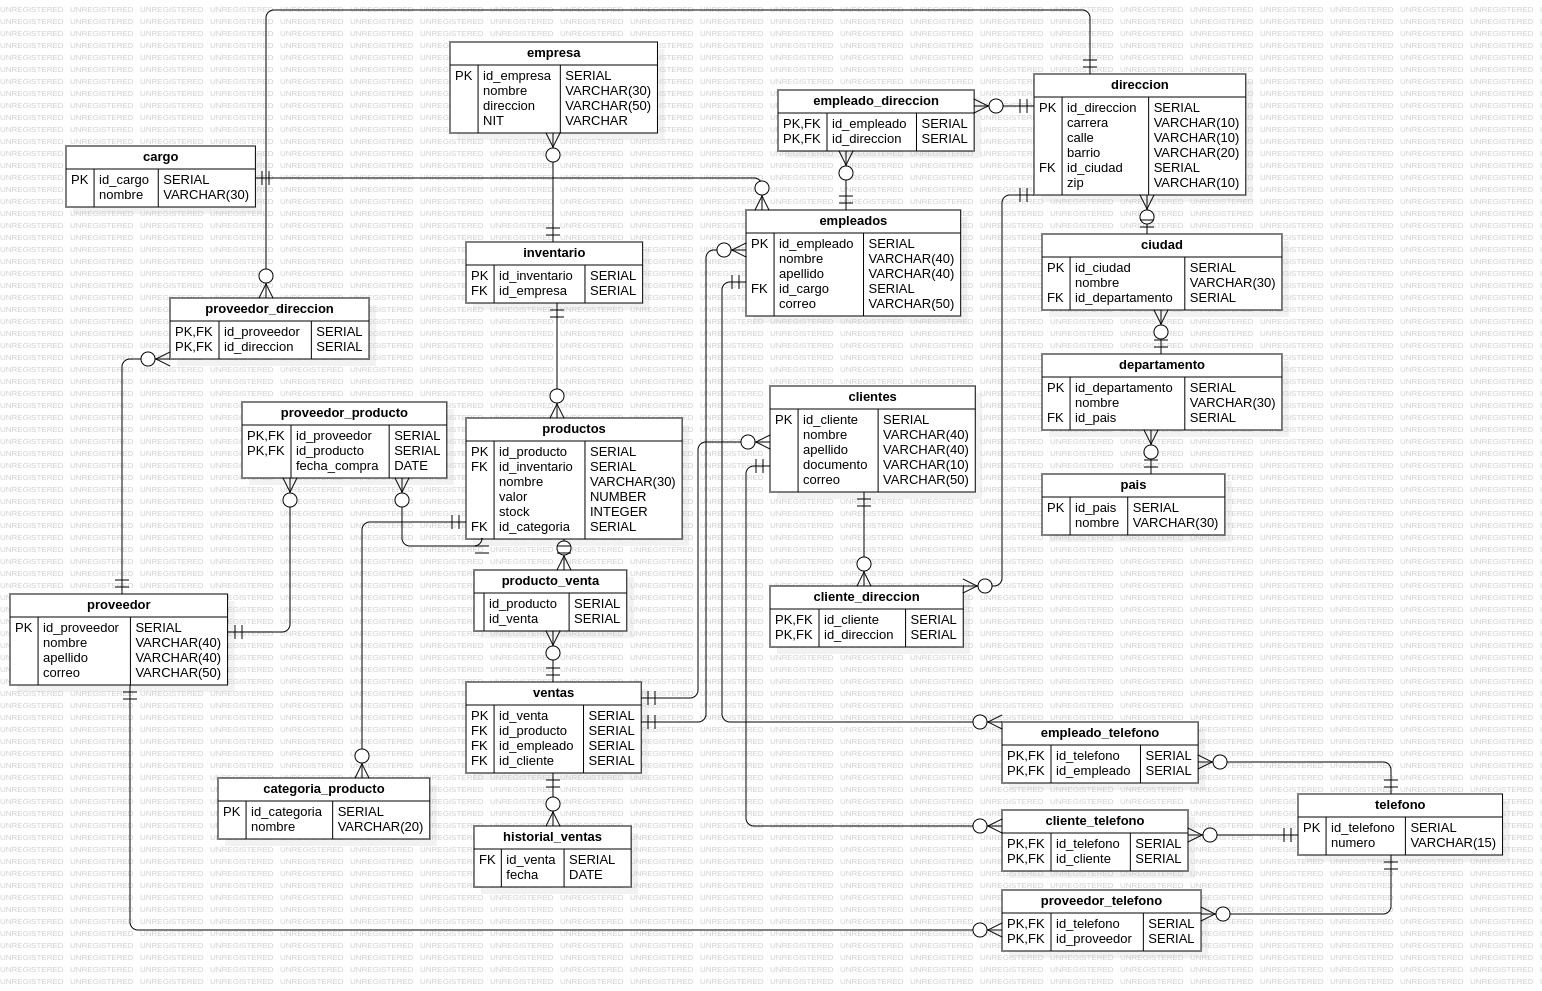 empresa
PK id_empresa SERIAL
nombre VARCHAR(30)
direccion VARCHAR(50)
NIT VARCHAR
direccion
PK id_direccion SERIAL
carrera VARCHAR(10)
calle VARCHAR(10)
barrio VARCHAR(20)
FK id_ciudad SERIAL
zip VARCHAR(10)
empleado_direccion
PK,FK id_empleado SERIAL
PK,FK id_direccion SERIAL
cargo
PK id_cargo SERIAL
nombre VARCHAR(30)
empleados
PK id_empleado SERIAL
nombre VARCHAR(40)
apellido VARCHAR(40)
FK id_cargo SERIAL
correo VARCHAR(50)
inventario
PK id_inventario SERIAL
FK id_empresa SERIAL
ciudad
PK id_ciudad SERIAL
nombre VARCHAR(30)
FK id_departamento SERIAL
proveedor_direccion
PK,FK id_proveedor SERIAL
PK,FK id_direccion SERIAL
departamento
PK id_departamento SERIAL
nombre VARCHAR(30)
FK id_pais SERIAL
clientes
PK id_cliente SERIAL
nombre VARCHAR(40)
apellido VARCHAR(40)
documento VARCHAR(10)
correo VARCHAR(50)
proveedor_producto
PK,FK id_proveedor SERIAL
PK,FK id_producto SERIAL
fecha_compra DATE
productos
PK id_producto SERIAL
FK id_inventario SERIAL
nombre VARCHAR(30)
valor NUMBER
stock INTEGER
FK id_categoria SERIAL
pais
PK id_pais SERIAL
nombre VARCHAR(30)
producto_venta
id_producto SERIAL
id_venta SERIAL
cliente_direccion
PK,FK id_cliente SERIAL
PK,FK id_direccion SERIAL
proveedor
PK id_proveedor SERIAL
nombre VARCHAR(40)
apellido VARCHAR(40)
correo VARCHAR(50)
ventas
PK id_venta SERIAL
FK id_producto SERIAL
FK id_empleado SERIAL
FK id_cliente SERIAL
empleado_telefono
PK,FK id_telefono SERIAL
PK,FK id_empleado SERIAL
categoria_producto
PK id_categoria SERIAL
nombre VARCHAR(20)
telefono
PK id_telefono SERIAL
numero VARCHAR(15)
cliente_telefono
PK,FK id_telefono SERIAL
PK,FK id_cliente SERIAL
historial_ventas
FK id_venta SERIAL
fecha DATE
proveedor_telefono
PK,FK id_telefono SERIAL
PK,FK id_proveedor SERIAL
UNREGISTERED